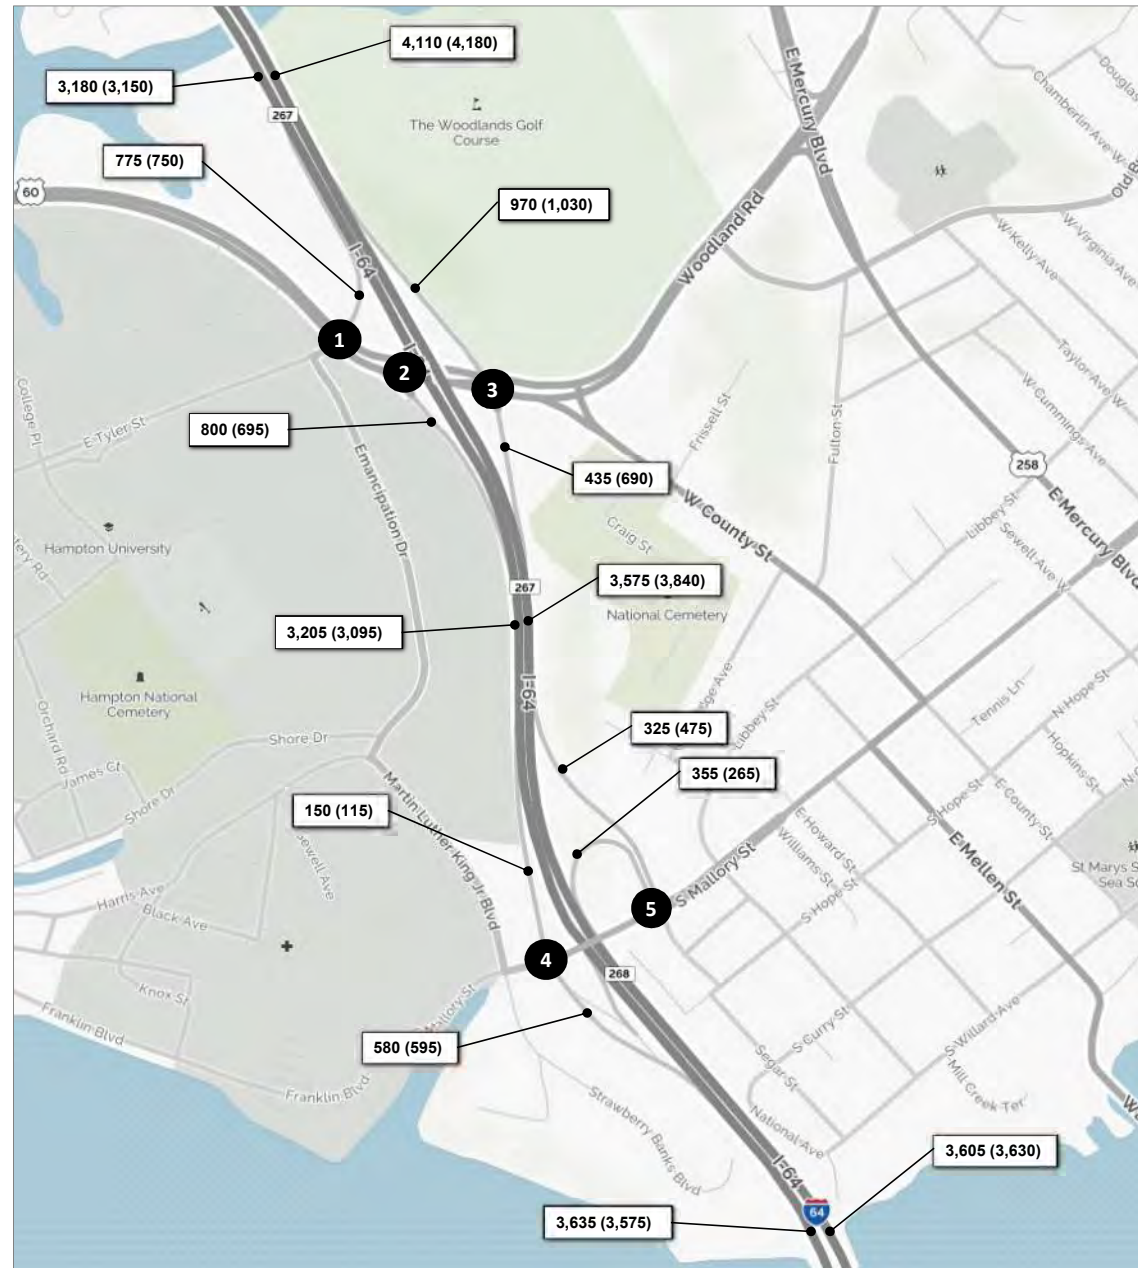 4,110 (4,180)
3,180 (3,150)
267
The Woodlands Golf
Course
775 (750)
970 (1,030)
60
E Mercury Blvd
Douglas
Chamberlin Ave W
Woodland Rd
W Kelly Ave
W Virginia Ave
I-64
1
2
3
College Pl
E Tyler St
Emancipation Dr
800 (695)
435 (690)
Frissell St
Fulton St
Taylor Ave W
W Cummings Ave
258
E Mercury Blvd
Libbey St
Sewell Ave W
W County St
Craig St
Hampton University
267
3,575 (3,840)
National Cemetery
3,205 (3,095)
I-64
Hampton National
Cemetery
Orchard Rd
Shore Dr
James Ct
Shore Dr
325 (475)
355 (265)
150 (115)
Libbey St
Tennis Ln
N Hope St
Hopkins St
S Hope St
E County St
E Howard St
Williams St
S Hope St
E Mellen St
St Marys S
Sea Sc
Martin Luther King Jr Blvd
Harris Ave
Black Ave
S Mallory St
5
4
268
Knox St
Franklin Blvd
Mallory St
580 (595)
Franklin Blvd
S Curry St
S Willard Ave
Segar St
Mill Creek Ter
National Ave
Strawberry Banks Blvd
I-64
3,605 (3,630)
64
3,635 (3,575)